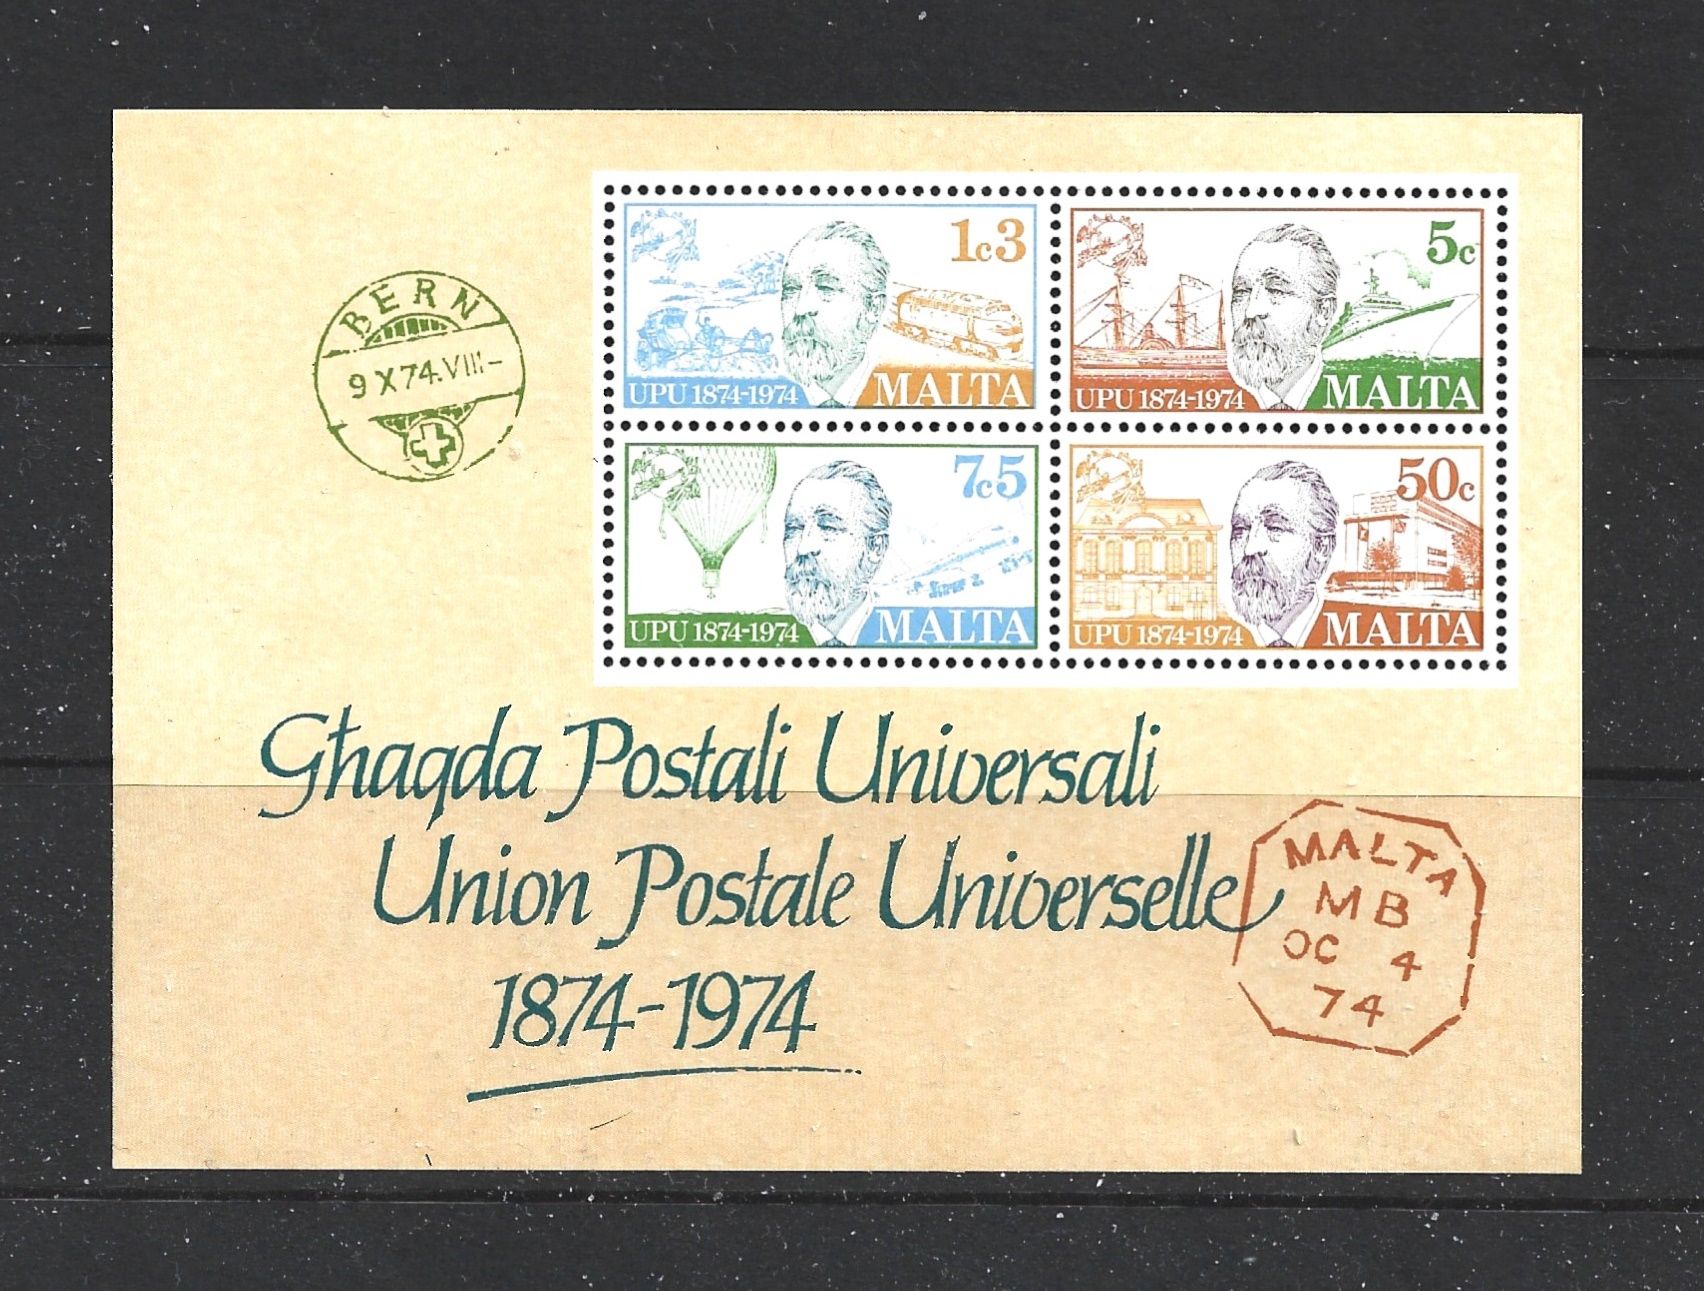 BERN
9 X 74.VIII-
1c3
UPU 1874-1974
MALTA
5c
UPU 1874-1974
MALTA
7c5
UPU 1874-1974
MALTA
50c
UPU 1874-1974
MALTA
Għaqda Postali Universali
Union Postale Universelle
1874-1974
MALTA
MB
OC 4
74